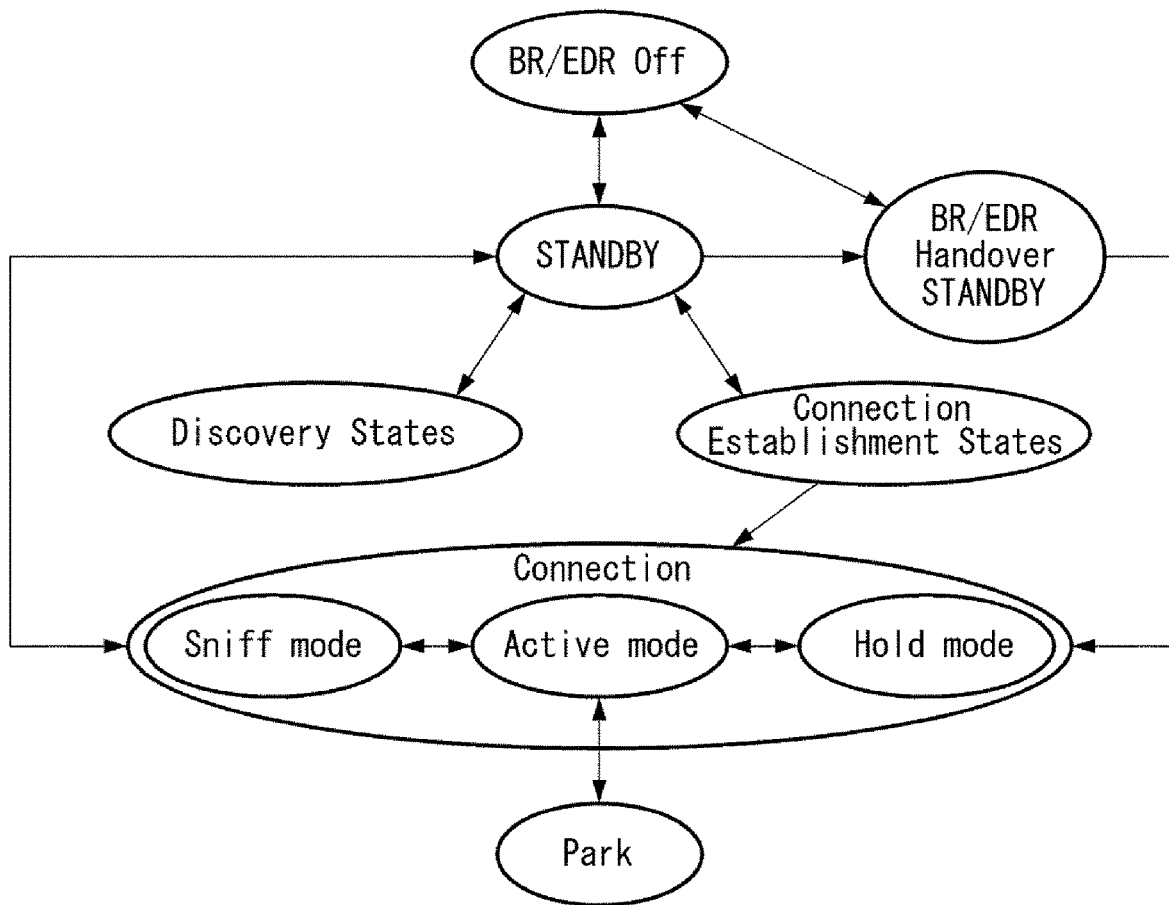 BR/EDR Off
STANDBY
BR/EDR
Handover
STANDBY
Discovery States
Connection
Establishment States
Connection
Sniff mode
Active mode
Hold mode
Park